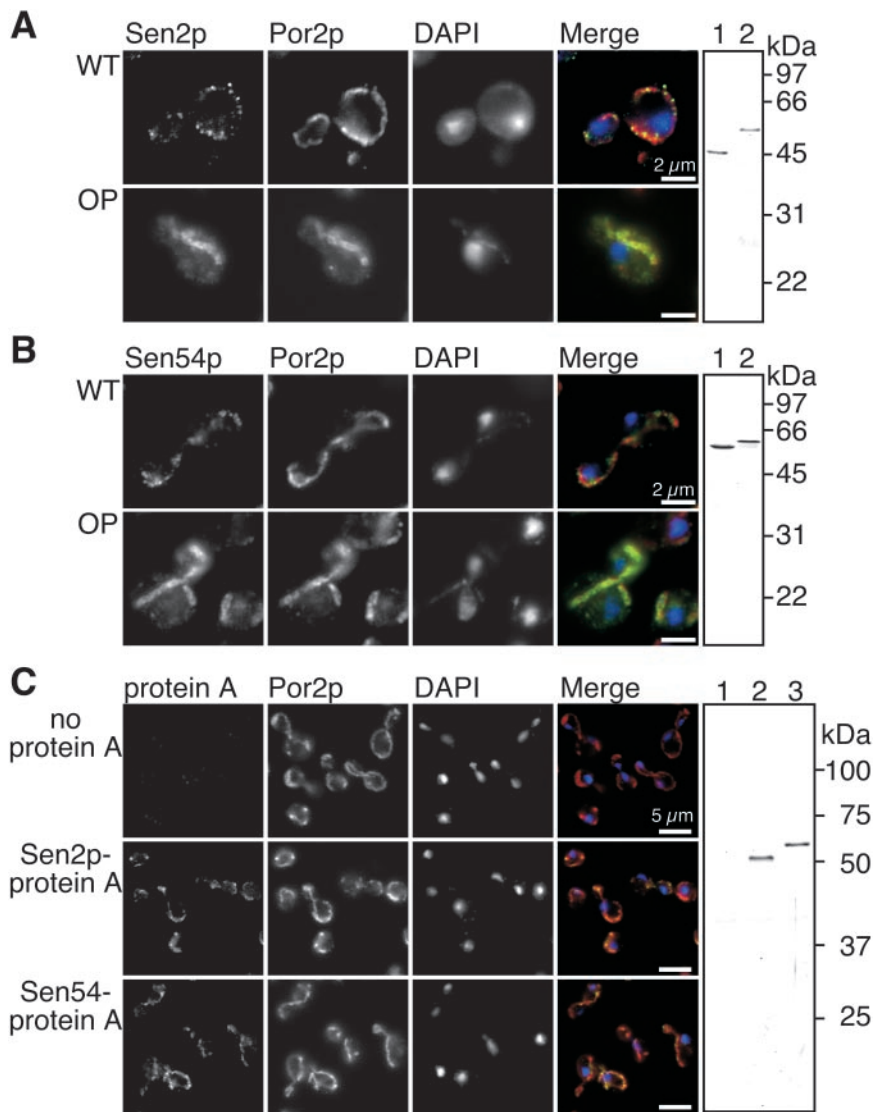 A
Sen2p Por2p DAPI Merge 1 2 kDa
WT
97
66
45
2 µm
OP
31
22
B
Sen54p Por2p DAPI Merge 1 2 kDa
WT
97
66
45
2 µm
OP
31
22
C
protein A Por2p DAPI Merge 1 2 3
no
protein A
kDa
100
75
5 µm
Sen2p-
protein A
50
37
Sen54-
protein A
25